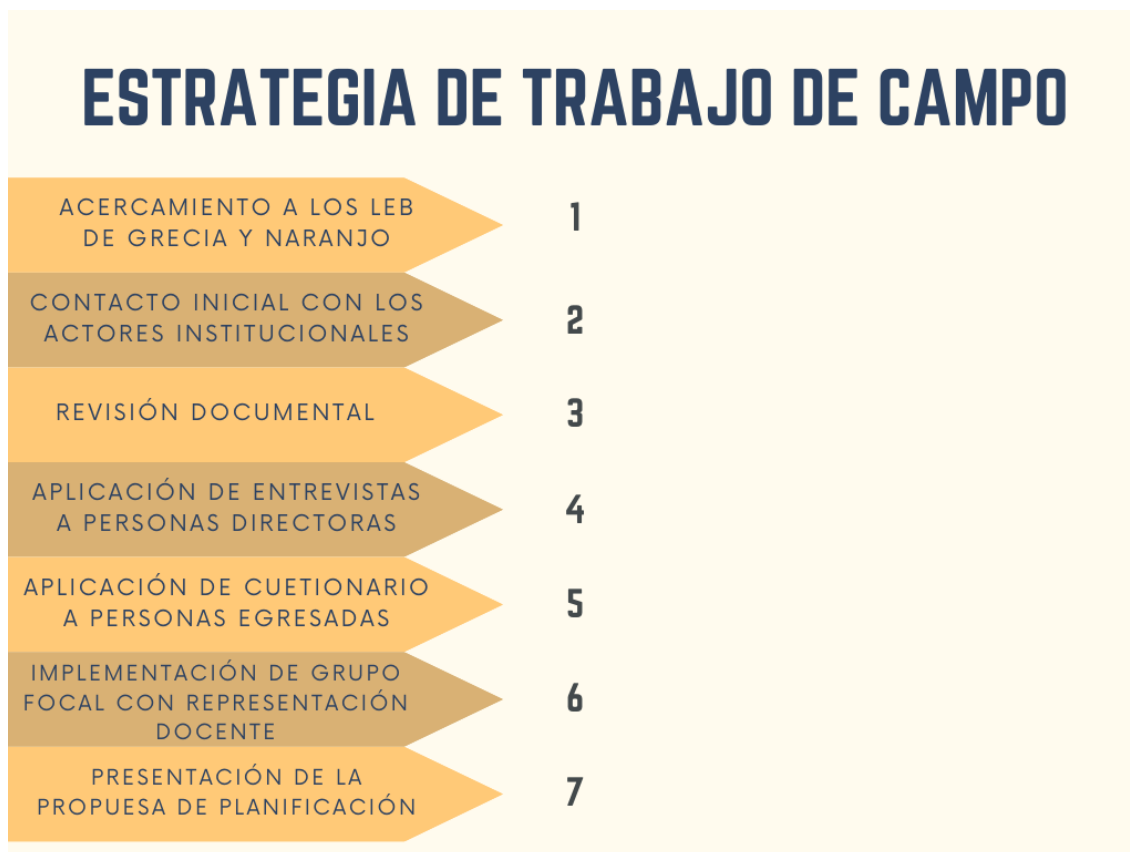 ESTRATEGIA DE TRABAJO DE CAMPO
ACERCAMIENTO A LOS LEB
DE GRECIA Y NARANJO
1
CONTACTO INICIAL CON LOS
ACTORES INSTITUCIONALES
2
REVISIÓN DOCUMENTAL
3
APLICACIÓN DE ENTREVISTAS
A PERSONAS DIRECTORAS
4
APLICACIÓN DE CUETIONARIO
A PERSONAS EGRESADAS
5
IMPLEMENTACIÓN DE GRUPO
FOCAL CON REPRESENTACIÓN
DOCENTE
6
PRESENTACIÓN DE LA
PROPUESA DE PLANIFICACIÓN
7